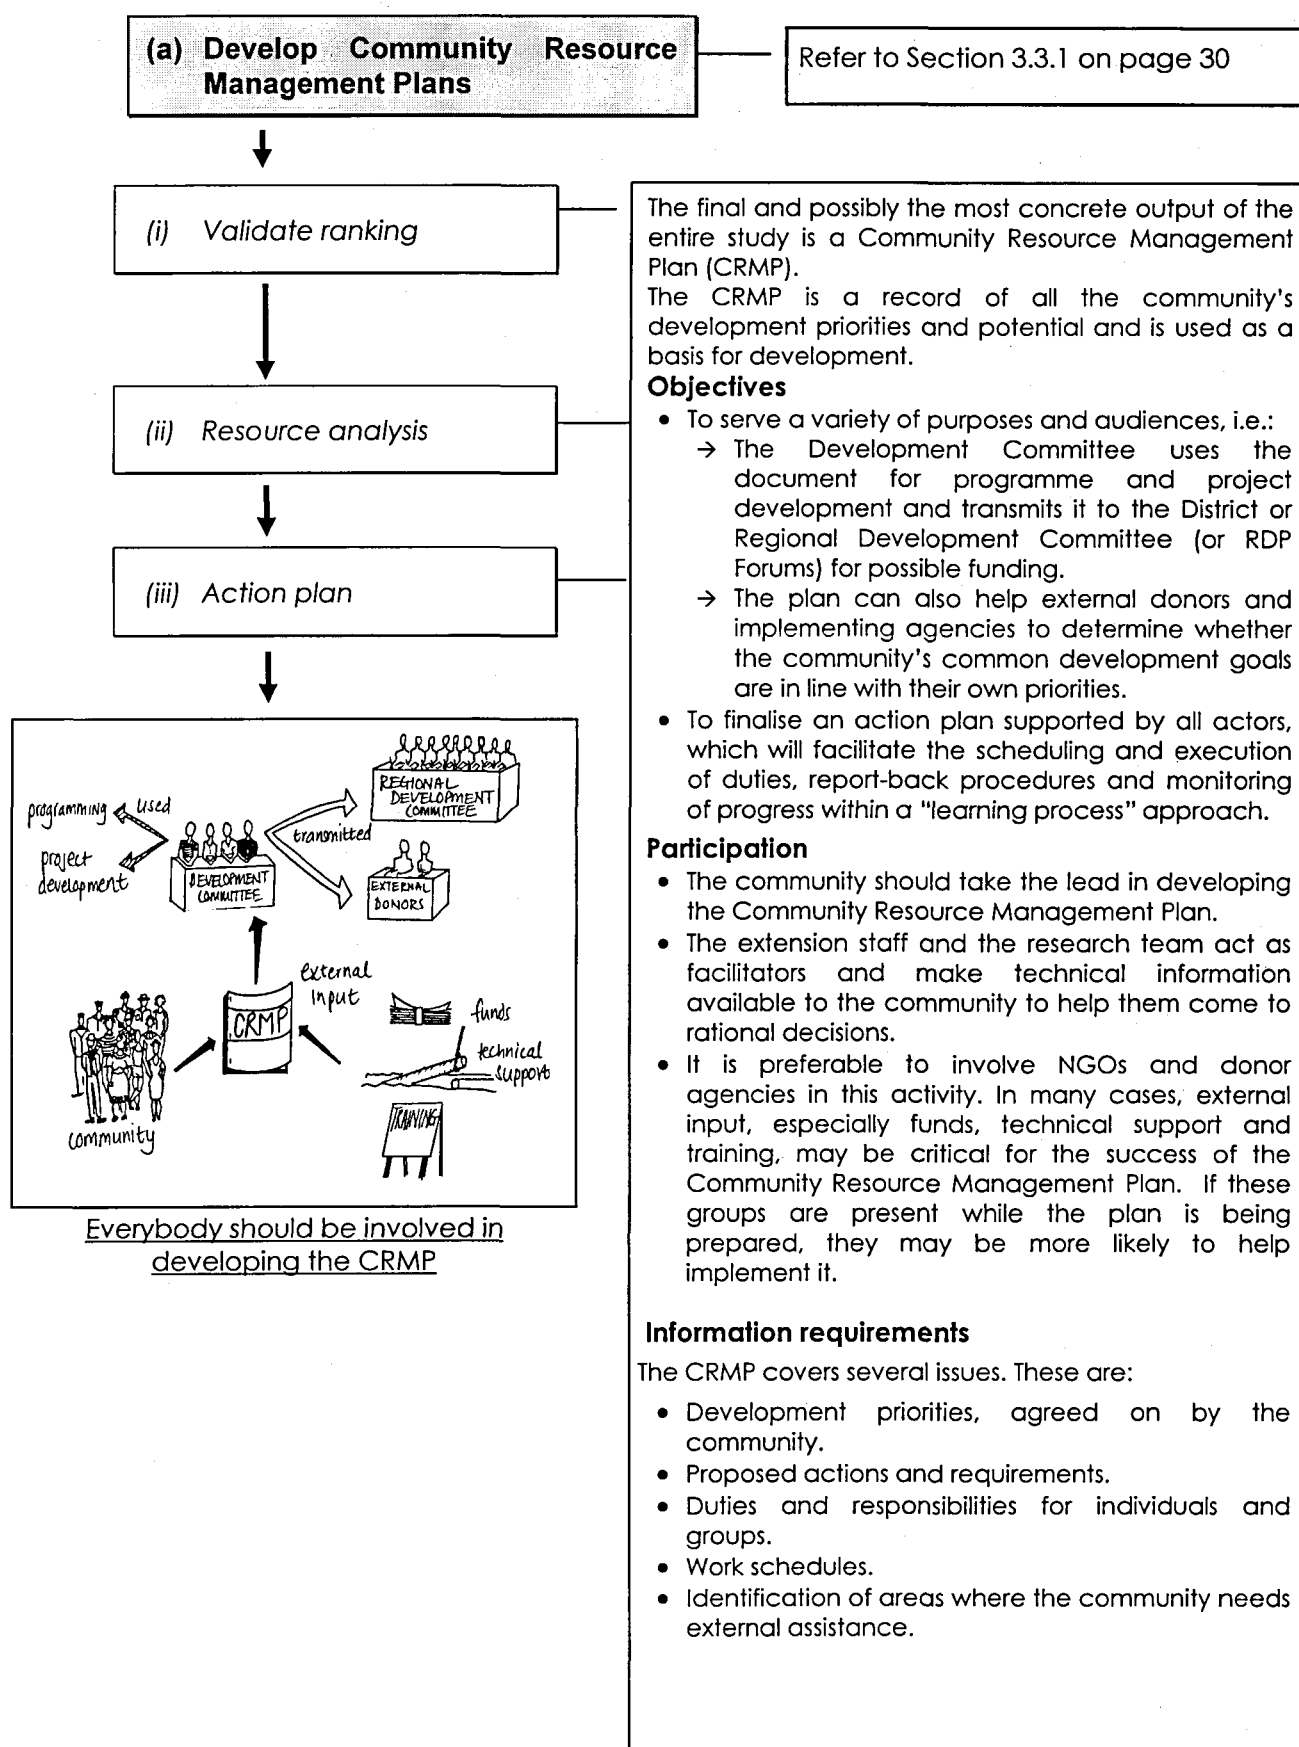 (a) Develop Community Resource
Management Plans
Refer to Section 3.3.1 on page 30
(i) Validate ranking
(ii) Resource analysis
(iii) Action plan
programming
used
project
development
DEVELOPMENT
COMMITTEE
transmitted
REGIONAL
DEVELOPMENT
COMMITTEE
EXTERNAL
DONORS
external
input
CRMP
community
funds
technical
support
TRAINING
Everybody should be involved in
developing the CRMP
The final and possibly the most concrete output of the
entire study is a Community Resource Management
Plan (CRMP).
The CRMP is a record of all the community's
development priorities and potential and is used as a
basis for development.
Objectives
• To serve a variety of purposes and audiences, i.e.:
→ The Development Committee uses the
document for programme and project
development and transmits it to the District or
Regional Development Committee (or RDP
Forums) for possible funding.
→ The plan can also help external donors and
implementing agencies to determine whether
the community's common development goals
are in line with their own priorities.
• To finalise an action plan supported by all actors,
which will facilitate the scheduling and execution
of duties, report-back procedures and monitoring
of progress within a "learning process" approach.
Participation
• The community should take the lead in developing
the Community Resource Management Plan.
• The extension staff and the research team act as
facilitators and make technical information
available to the community to help them come to
rational decisions.
• It is preferable to involve NGOs and donor
agencies in this activity. In many cases, external
input, especially funds, technical support and
training, may be critical for the success of the
Community Resource Management Plan. If these
groups are present while the plan is being
prepared, they may be more likely to help
implement it.
Information requirements
The CRMP covers several issues. These are:
• Development priorities, agreed on by the
community.
• Proposed actions and requirements.
• Duties and responsibilities for individuals and
groups.
• Work schedules.
• Identification of areas where the community needs
external assistance.